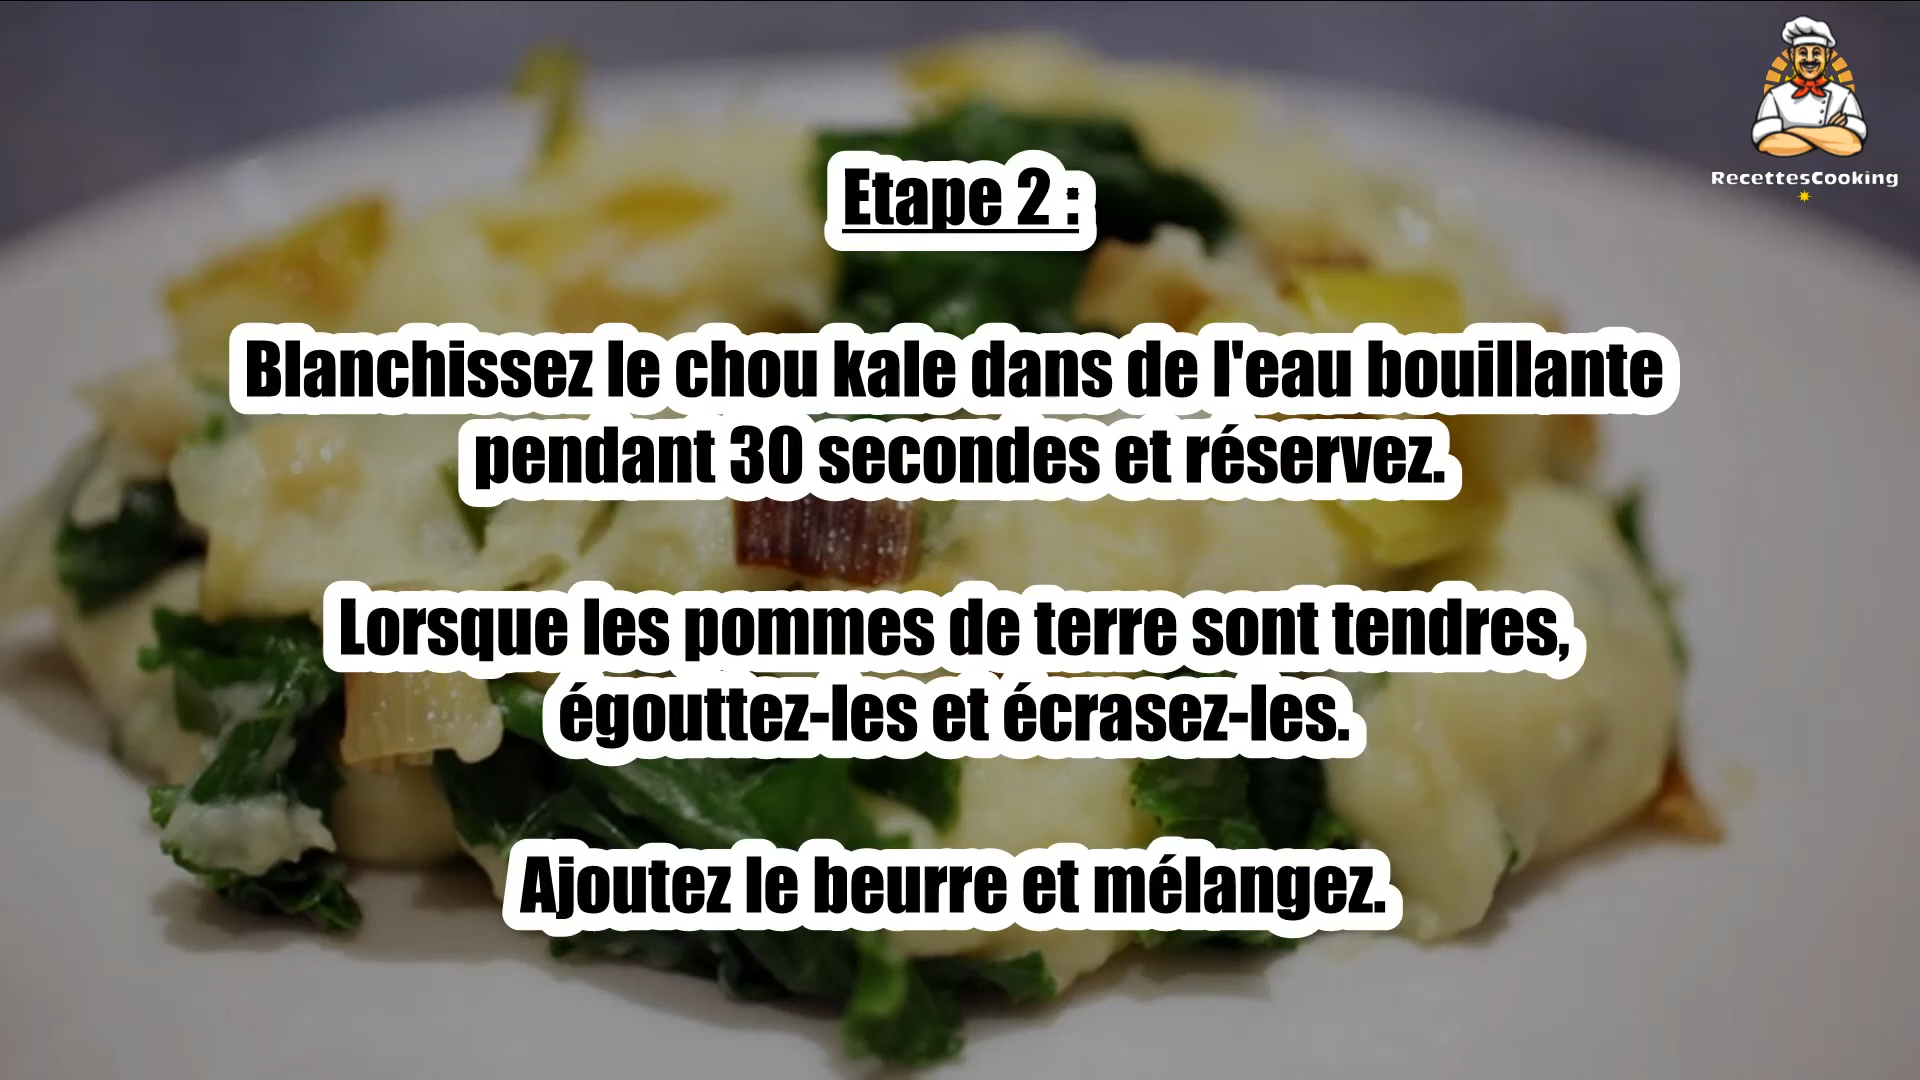 RecettesCooking
Etape 2 :
Blanchissez le chou kale dans de l'eau bouillante
pendant 30 secondes et réservez.
Lorsque les pommes de terre sont tendres,
égouttez-les et écrasez-les.
Ajoutez le beurre et mélangez.